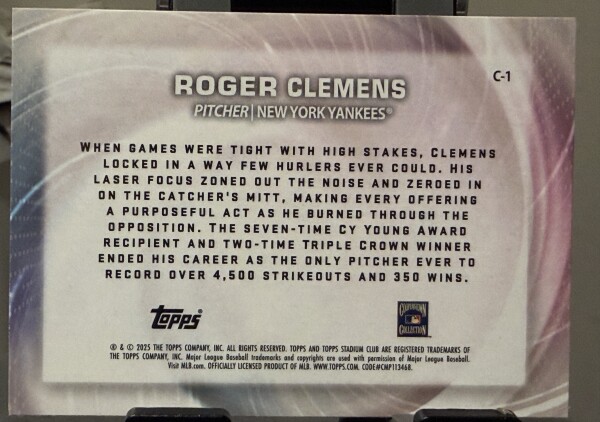 C-1
ROGER CLEMENS
PITCHER | NEW YORK YANKEES®
WHEN GAMES WERE TIGHT WITH HIGH STAKES, CLEMENS
LOCKED IN A WAY FEW HURLERS EVER COULD. HIS
LASER FOCUS ZONED OUT THE NOISE AND ZEROED IN
ON THE CATCHER'S MITT, MAKING EVERY OFFERING
A PURPOSEFUL ACT AS HE BURNED THROUGH THE
OPPOSITION. THE SEVEN-TIME CY YOUNG AWARD
RECIPIENT AND TWO-TIME TRIPLE CROWN WINNER
ENDED HIS CAREER AS THE ONLY PITCHER EVER TO
RECORD OVER 4,500 STRIKEOUTS AND 350 WINS.
Topps®
COOPERSTOWN
COLLECTION
® & © 2025 THE TOPPS COMPANY, INC. ALL RIGHTS RESERVED. TOPPS AND TOPPS STADIUM CLUB ARE REGISTERED TRADEMARKS OF
THE TOPPS COMPANY, INC. Major League Baseball trademarks and copyrights are used with permission of Major League Baseball.
Visit MLB.com. OFFICIALLY LICENSED PRODUCT OF MLB. WWW.TOPPS.COM. CODE#CMP113468.